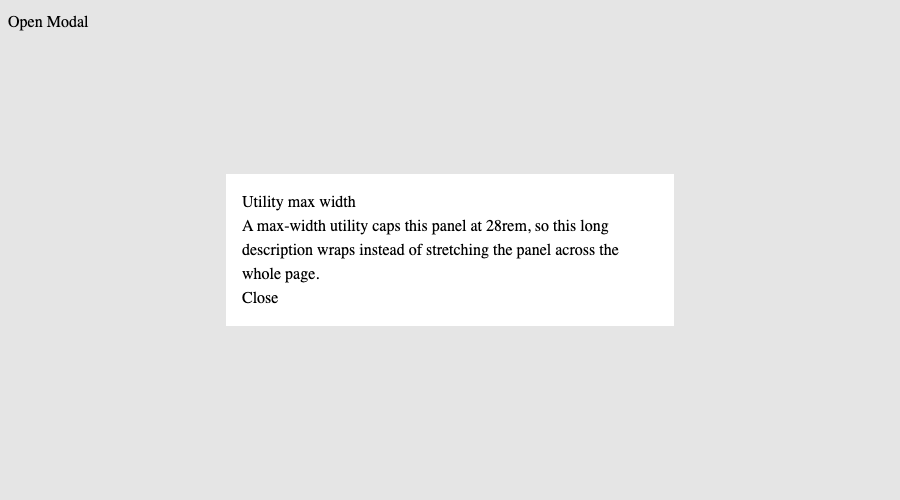 Open Modal
Utility max width
A max-width utility caps this panel at 28rem, so this long
description wraps instead of stretching the panel across the
whole page.
Close